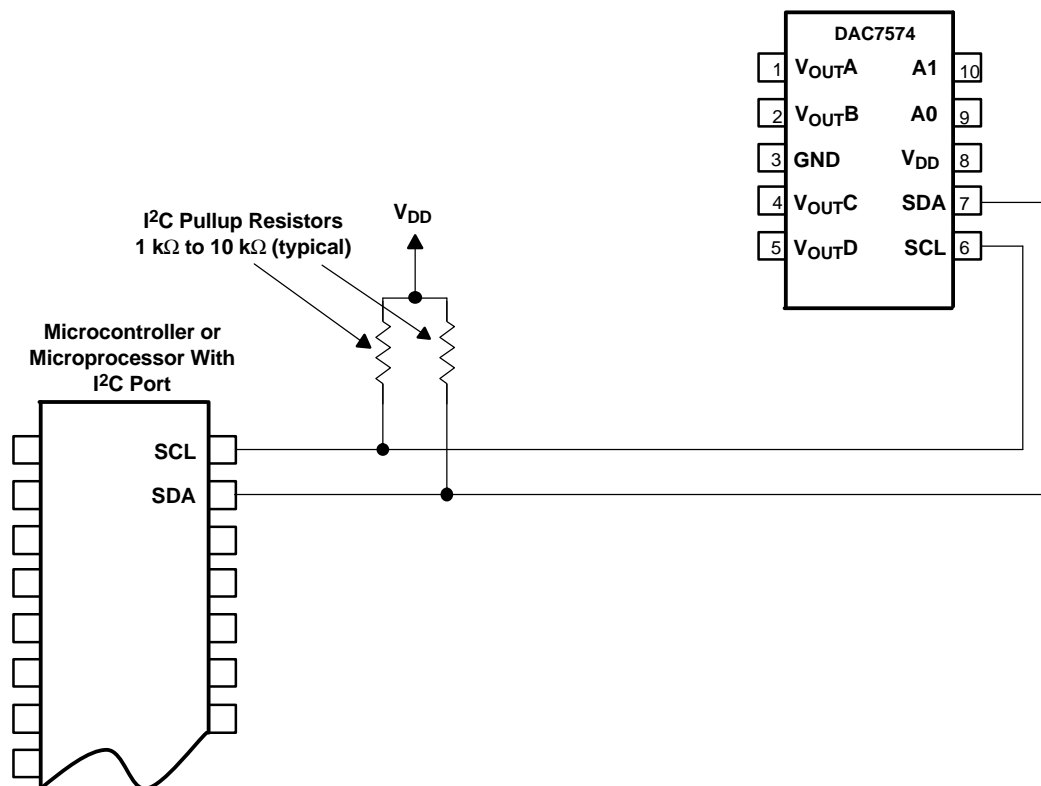 DAC7574
1 VOUTA A1 10
2 VOUTB A0 9
3 GND VDD 8
4 VOUTC SDA 7
5 VOUTD SCL 6
VDD
I2C Pullup Resistors
1 kΩ to 10 kΩ (typical)
Microcontroller or
Microprocessor With
I2C Port
SCL
SDA